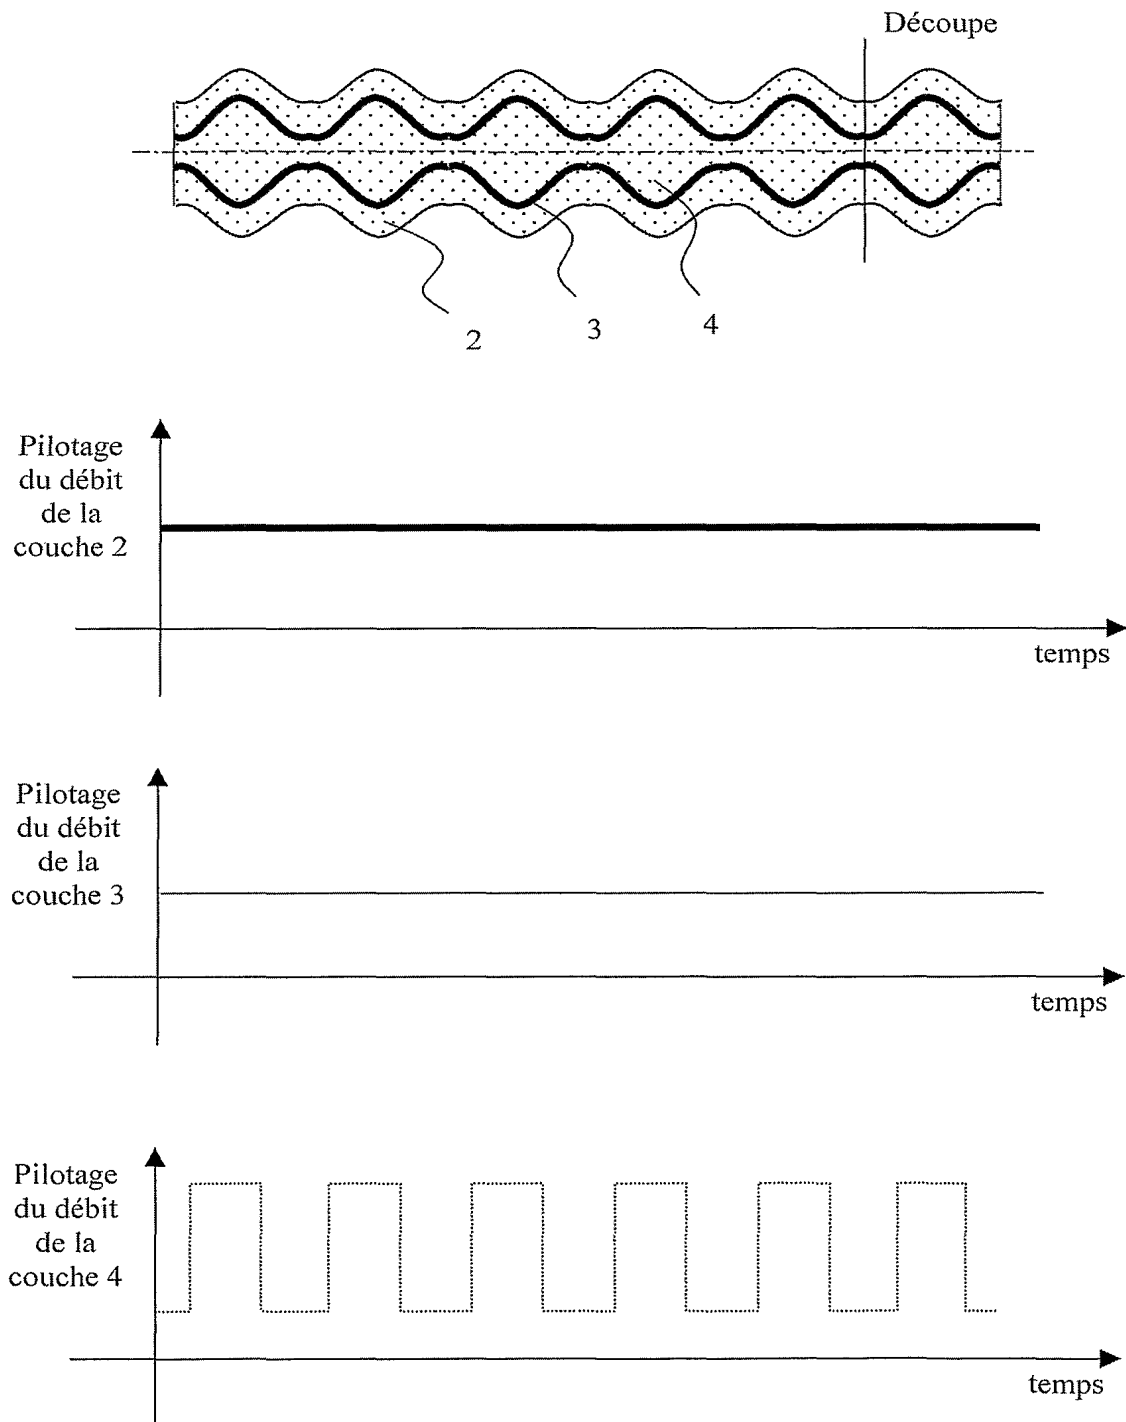 Découpe
2
3
4
Pilotage
du débit
de la
couche 2
temps
Pilotage
du débit
de la
couche 3
temps
Pilotage
du débit
de la
couche 4
temps